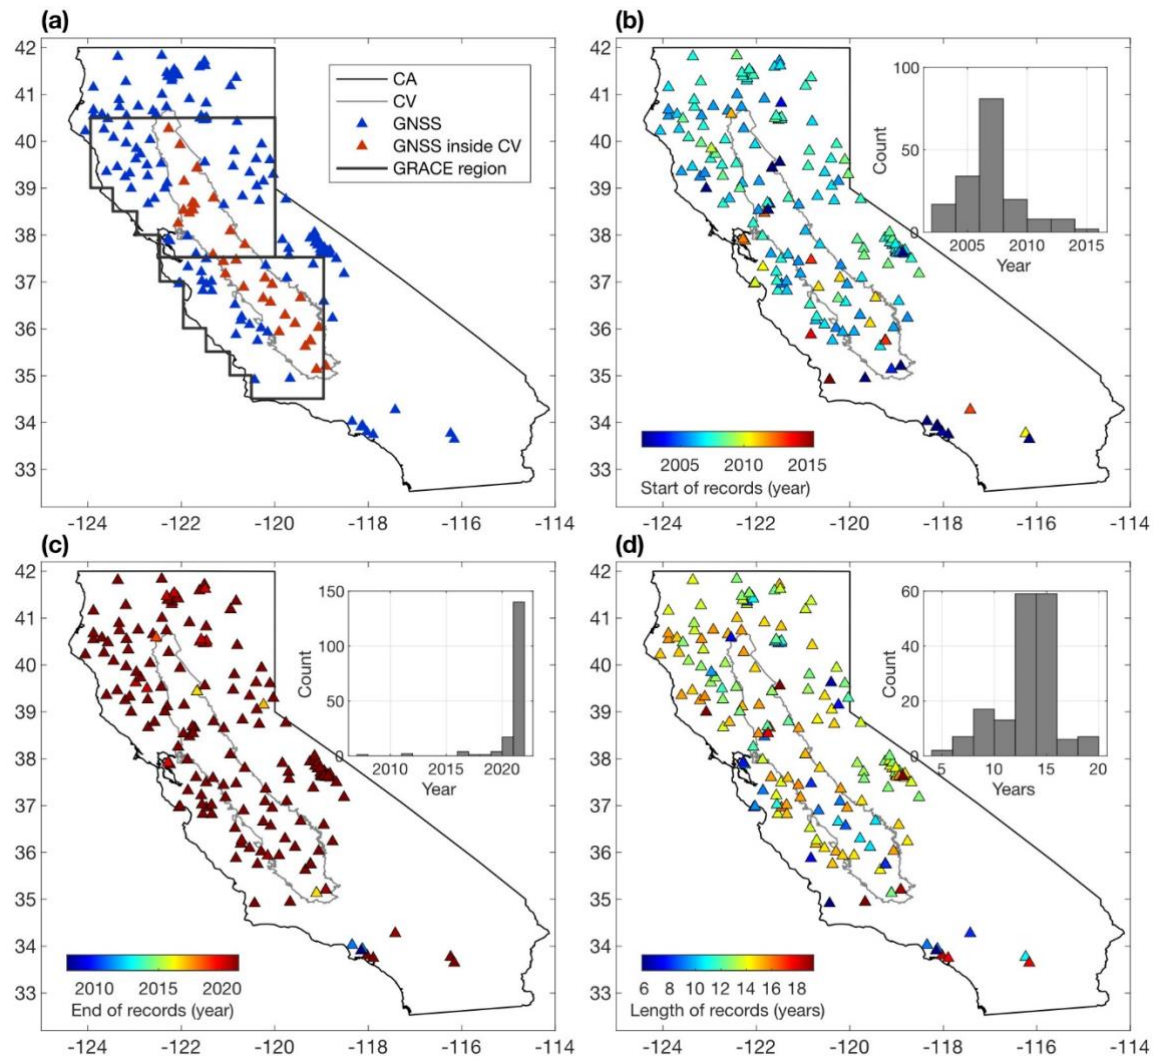 (a)
42
41
40
39
38
37
36
35
34
33
-124 -122 -120 -118 -116 -114
CA
CV
GNSS
GNSS inside CV
GRACE region
(b)
42
41
40
39
38
37
36
35
34
33
-124 -122 -120 -118 -116 -114
100
50
0
Count
2005 2010 2015
Year
2005 2010 2015
Start of records (year)
(c)
42
41
40
39
38
37
36
35
34
33
-124 -122 -120 -118 -116 -114
150
100
50
0
Count
2010 2015 2020
Year
2010 2015 2020
End of records (year)
(d)
42
41
40
39
38
37
36
35
34
33
-124 -122 -120 -118 -116 -114
60
40
20
0
Count
5 10 15 20
Years
6 8 10 12 14 16 18
Length of records (years)